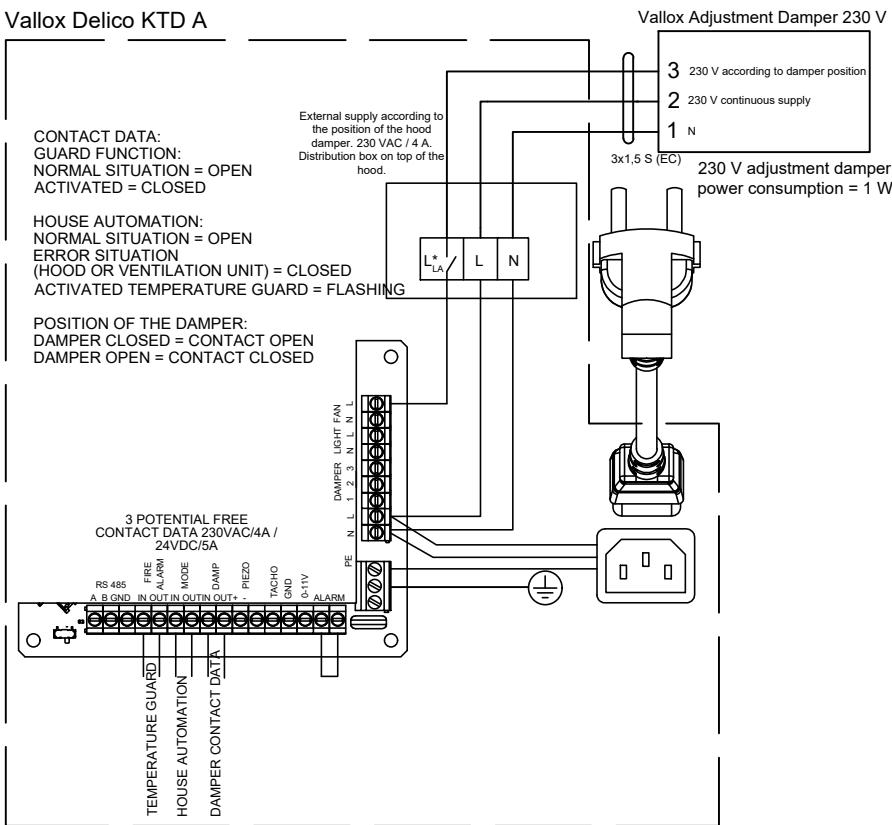 Vallox Delico KTD A
Vallox Adjustment Damper 230 V
3 230 V according to damper position
2 230 V continuous supply
1 N
3x1,5 S (EC)
230 V adjustment damper
power consumption = 1 W
External supply according to
the position of the hood
damper. 230 VAC / 4 A.
Distribution box on top of the
hood.
CONTACT DATA:
GUARD FUNCTION:
NORMAL SITUATION = OPEN
ACTIVATED = CLOSED
HOUSE AUTOMATION:
NORMAL SITUATION = OPEN
ERROR SITUATION
(HOOD OR VENTILATION UNIT) = CLOSED
ACTIVATED TEMPERATURE GUARD = FLASHING
POSITION OF THE DAMPER:
DAMPER CLOSED = CONTACT OPEN
DAMPER OPEN = CONTACT CLOSED
L* LA L N
DAMPER LIGHT FAN
N L 1 2 3 N L N L
PE
3 POTENTIAL FREE
CONTACT DATA 230VAC/4A /
24VDC/5A
RS 485
FIRE
ALARM
MODE
DAMP
PIEZO
TACHO
GND
0-11V
A B GND IN OUT IN OUT IN OUT + - ALARM
TEMPERATURE GUARD
HOUSE AUTOMATION
DAMPER CONTACT DATA